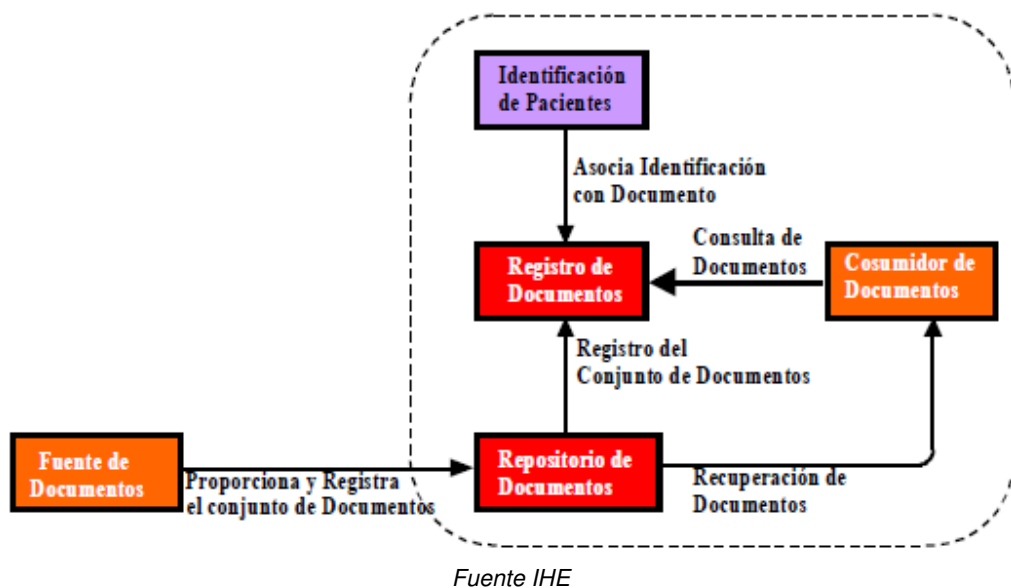 Identificación
de Pacientes
Asocia Identificación
con Documento
Consulta de
Documentos
Registro de
Documentos
Cosumidor de
Documentos
Registro del
Conjunto de Documentos
Fuente de
Documentos
Proporciona y Registra
el conjunto de Documentos
Repositorio de
Documentos
Recuperación de
Documentos
Fuente IHE